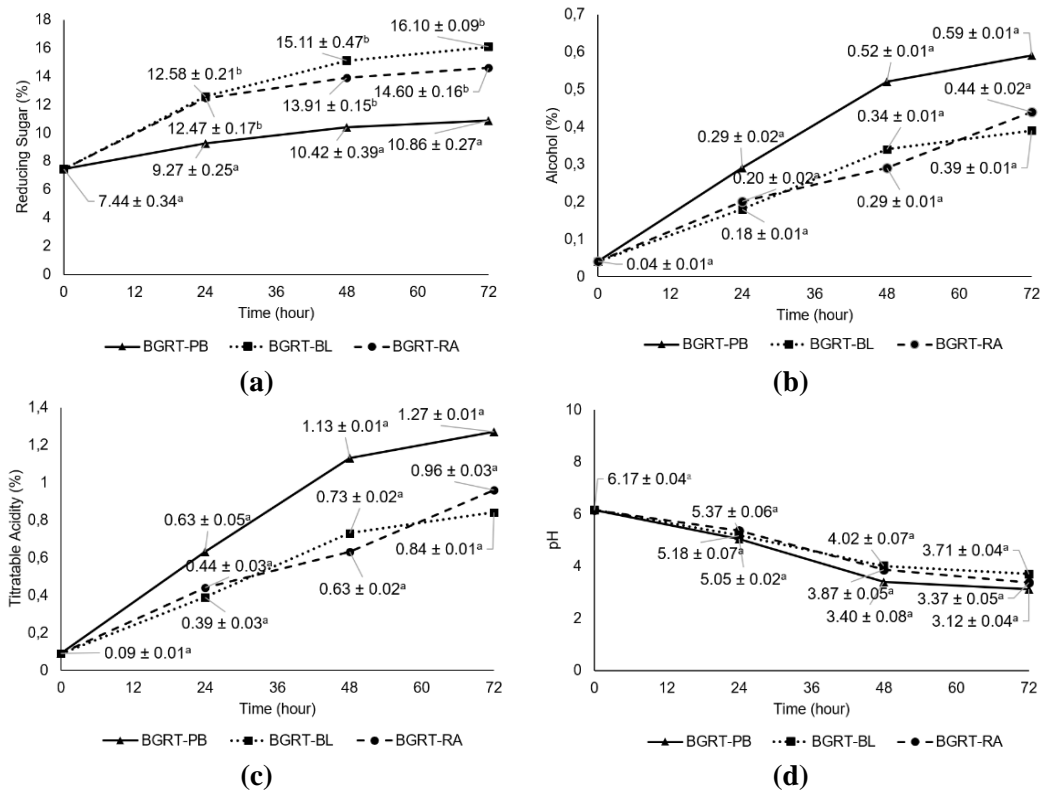 18
16
14
12
10
8
6
4
2
0
Reducing Sugar (%)
7.44 ± 0.34ᵃ
12.58 ± 0.21ᵇ
12.47 ± 0.17ᵇ
9.27 ± 0.25ᵃ
15.11 ± 0.47ᵇ
13.91 ± 0.15ᵇ
10.42 ± 0.39ᵃ
16.10 ± 0.09ᵇ
14.60 ± 0.16ᵇ
10.86 ± 0.27ᵃ
0 12 24 36 48 60 72
Time (hour)
BGRT-PB BGRT-BL BGRT-RA
(a)
0,7
0,6
0,5
0,4
0,3
0,2
0,1
0
Alcohol (%)
0.04 ± 0.01ᵃ
0.29 ± 0.02ᵃ
0.20 ± 0.02ᵃ
0.18 ± 0.01ᵃ
0.52 ± 0.01ᵃ
0.34 ± 0.01ᵃ
0.29 ± 0.01ᵃ
0.59 ± 0.01ᵃ
0.44 ± 0.02ᵃ
0.39 ± 0.01ᵃ
0 12 24 36 48 60 72
Time (hour)
BGRT-PB BGRT-BL BGRT-RA
(b)
1,4
1,2
1
0,8
0,6
0,4
0,2
0
Titratable Acidity (%)
0.09 ± 0.01ᵃ
0.63 ± 0.05ᵃ
0.44 ± 0.03ᵃ
0.39 ± 0.03ᵃ
1.13 ± 0.01ᵃ
0.73 ± 0.02ᵃ
0.63 ± 0.02ᵃ
1.27 ± 0.01ᵃ
0.96 ± 0.03ᵃ
0.84 ± 0.01ᵃ
0 12 24 36 48 60 72
Time (hour)
BGRT-PB BGRT-BL BGRT-RA
(c)
10
8
6
4
2
0
pH
6.17 ± 0.04ᵃ
5.37 ± 0.06ᵃ
5.18 ± 0.07ᵃ
5.05 ± 0.02ᵃ
4.02 ± 0.07ᵃ
3.87 ± 0.05ᵃ
3.40 ± 0.08ᵃ
3.71 ± 0.04ᵃ
3.37 ± 0.05ᵃ
3.12 ± 0.04ᵃ
0 12 24 36 48 60 72
Time (hour)
BGRT-PB BGRT-BL BGRT-RA
(d)